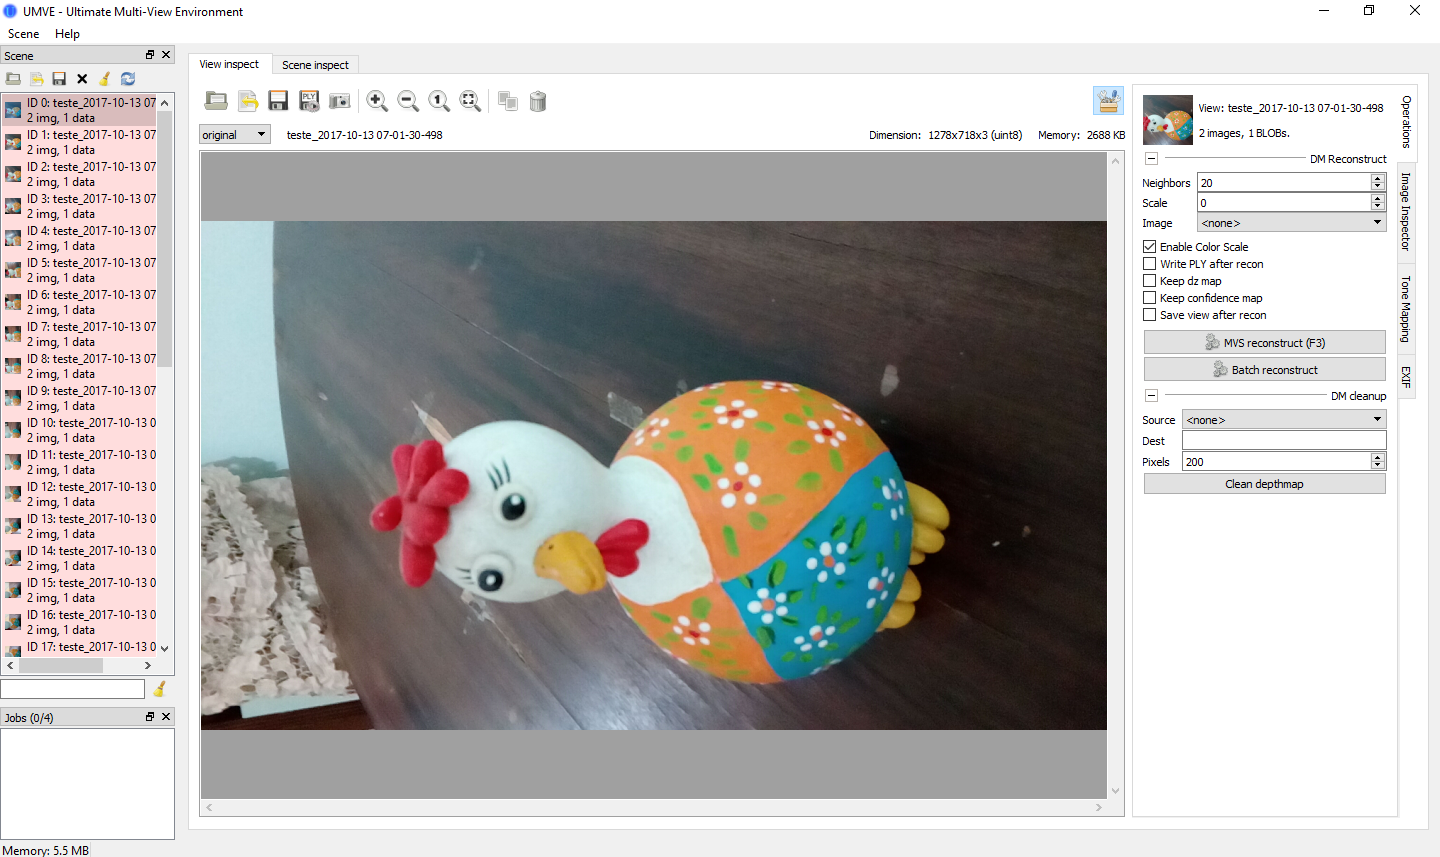 UMVE - Ultimate Multi-View Environment
Scene Help
Scene
ID 0: teste_2017-10-13 07
2 img, 1 data
ID 1: teste_2017-10-13 07
2 img, 1 data
ID 2: teste_2017-10-13 07
2 img, 1 data
ID 3: teste_2017-10-13 07
2 img, 1 data
ID 4: teste_2017-10-13 07
2 img, 1 data
ID 5: teste_2017-10-13 07
2 img, 1 data
ID 6: teste_2017-10-13 07
2 img, 1 data
ID 7: teste_2017-10-13 07
2 img, 1 data
ID 8: teste_2017-10-13 07
2 img, 1 data
ID 9: teste_2017-10-13 07
2 img, 1 data
ID 10: teste_2017-10-13 0
2 img, 1 data
ID 11: teste_2017-10-13 0
2 img, 1 data
ID 12: teste_2017-10-13 0
2 img, 1 data
ID 13: teste_2017-10-13 0
2 img, 1 data
ID 14: teste_2017-10-13 0
2 img, 1 data
ID 15: teste_2017-10-13 0
2 img, 1 data
ID 16: teste_2017-10-13 0
2 img, 1 data
ID 17: teste_2017-10-13 0
Jobs (0/4)
Memory: 5.5 MB
View inspect Scene inspect
PLY
1
original teste_2017-10-13 07-01-30-498 Dimension: 1278x718x3 (uint8) Memory: 2688 KB
View: teste_2017-10-13 07-01-30-498
2 images, 1 BLOBs.
DM Reconstruct
Neighbors 20
Scale 0
Image <none>
Enable Color Scale
Write PLY after recon
Keep dz map
Keep confidence map
Save view after recon
MVS reconstruct (F3)
Batch reconstruct
DM cleanup
Source <none>
Dest
Pixels 200
Clean depthmap
Operations
Image Inspector
Tone Mapping
EXIF